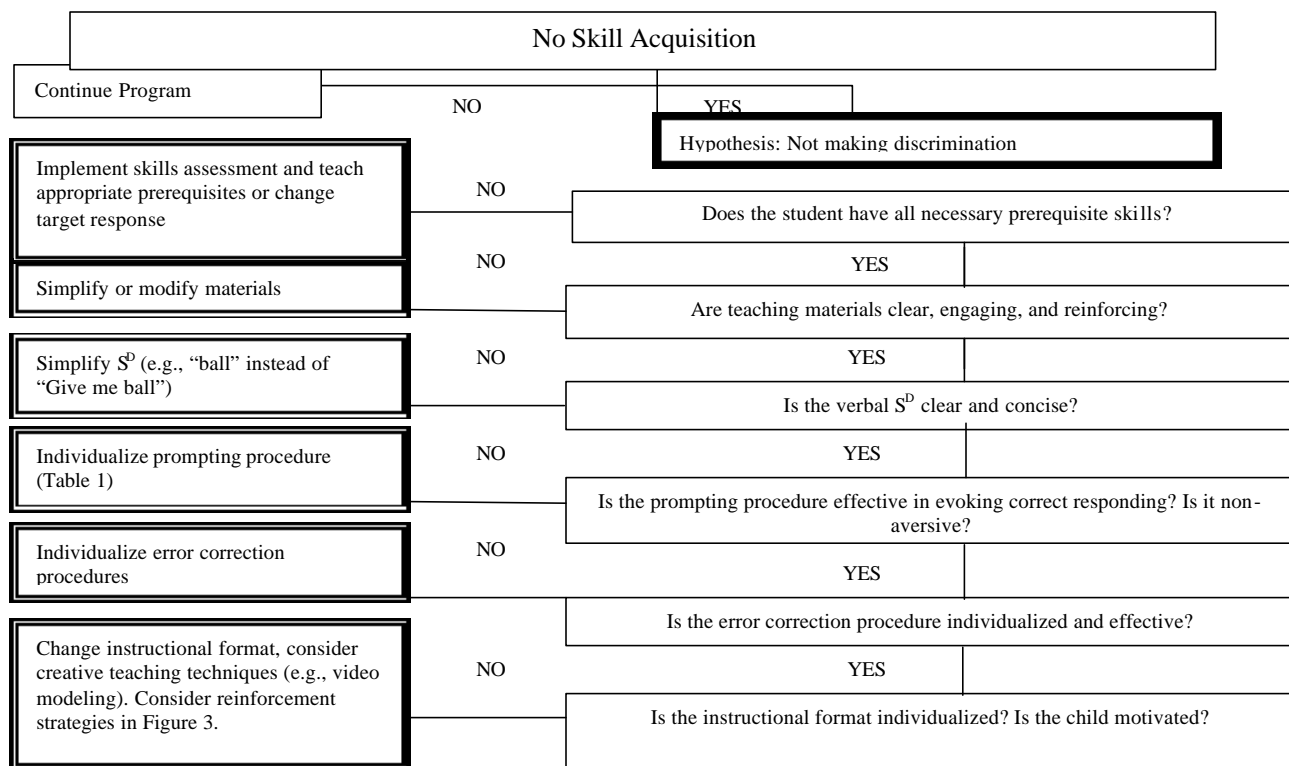 No Skill Acquisition
Continue Program
NO
YES
Hypothesis: Not making discrimination
Implement skills assessment and teach
appropriate prerequisites or change
target response
NO
Does the student have all necessary prerequisite skills?
NO
YES
Simplify or modify materials
Are teaching materials clear, engaging, and reinforcing?
Simplify S^D (e.g., “ball” instead of
“Give me ball”)
NO
YES
Is the verbal S^D clear and concise?
Individualize prompting procedure
(Table 1)
NO
YES
Is the prompting procedure effective in evoking correct responding? Is it non-
aversive?
Individualize error correction
procedures
NO
YES
Is the error correction procedure individualized and effective?
Change instructional format, consider
creative teaching techniques (e.g., video
modeling). Consider reinforcement
strategies in Figure 3.
NO
YES
Is the instructional format individualized? Is the child motivated?